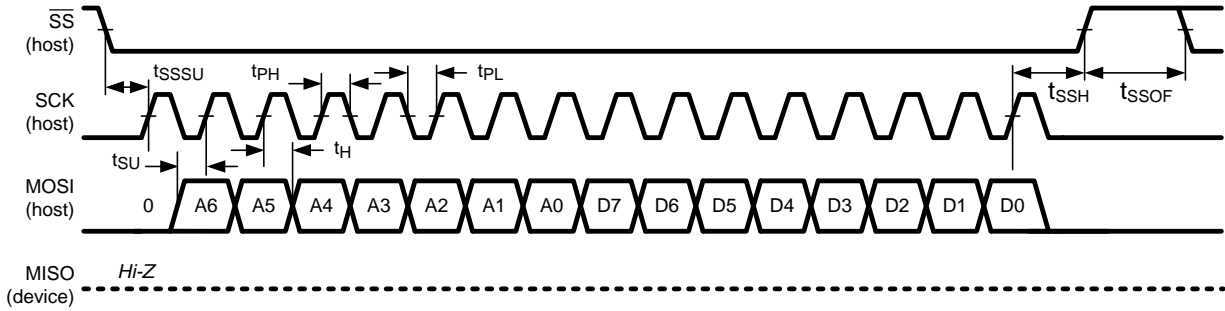 SS
(host)
tSSSU
tPH
tPL
tSSH
tSSOF
SCK
(host)
tSU
tH
MOSI
(host)
0 A6 A5 A4 A3 A2 A1 A0 D7 D6 D5 D4 D3 D2 D1 D0
MISO
(device)
Hi-Z